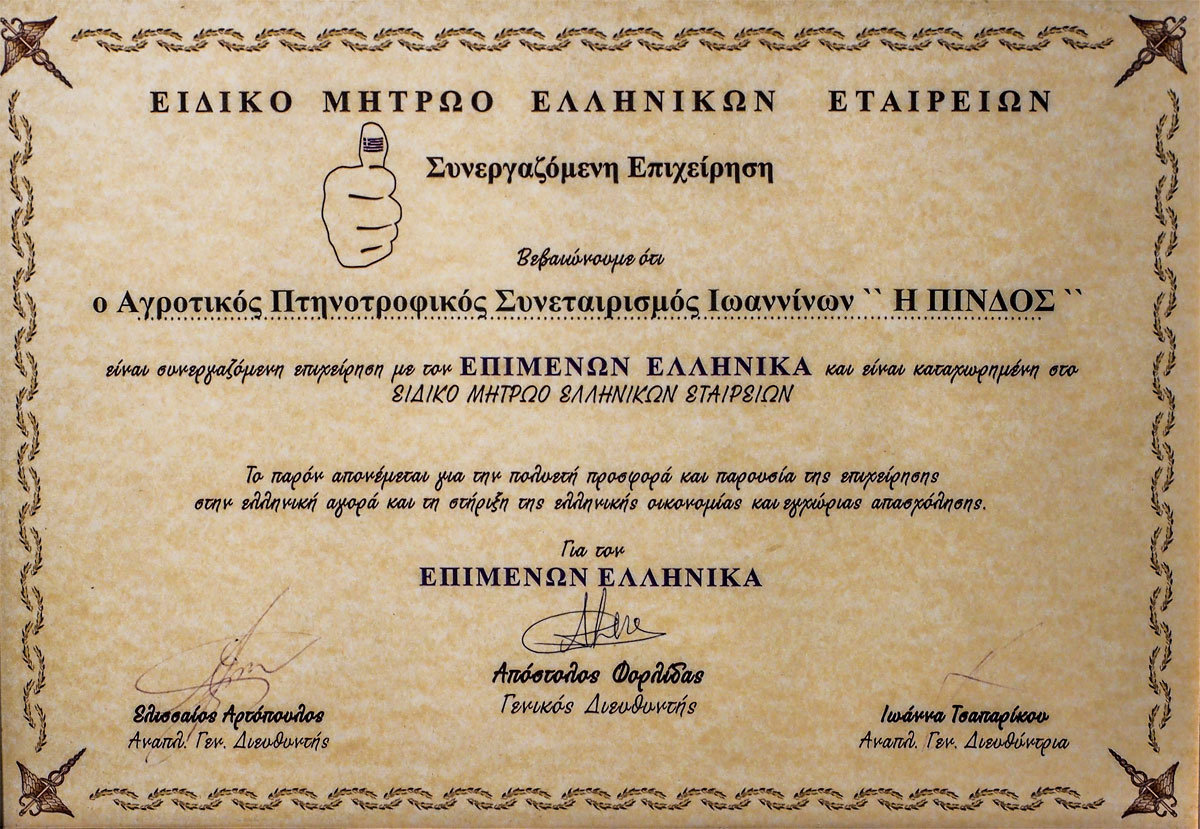 ΕΙΔΙΚΟ ΜΗΤΡΩΟ ΕΛΛΗΝΙΚΩΝ ΕΤΑΙΡΕΙΩΝ
Συνεργαζόμενη Επιχείρηση
Βεβαιώνουμε ότι
ο Αγροτικός Πτηνοτροφικός Συνεταιρισμός Ιωαννίνων `` Η ΠΙΝΔΟΣ ``
είναι συνεργαζόμενη επιχείρηση με τον ΕΠΙΜΕΝΩΝ ΕΛΛΗΝΙΚΑ και είναι καταχωρημένη στο
ΕΙΔΙΚΟ ΜΗΤΡΩΟ ΕΛΛΗΝΙΚΩΝ ΕΤΑΙΡΕΙΩΝ
Το παρόν απονέμεται για την πολυετή προσφορά και παρουσία της επιχείρησης
στην ελληνική αγορά και τη στήριξη της ελληνικής οικονομίας και εγχώριας απασχόλησης.
Για τον
ΕΠΙΜΕΝΩΝ ΕΛΛΗΝΙΚΑ
Απόστολος Φορλίδας
Γενικός Διευθυντής
Ελισσαίος Αρτόπουλος
Αναπλ. Γεν. Διευθυντής
Ιωάννα Τσαπαρίκου
Αναπλ. Γεν. Διευθύντρια